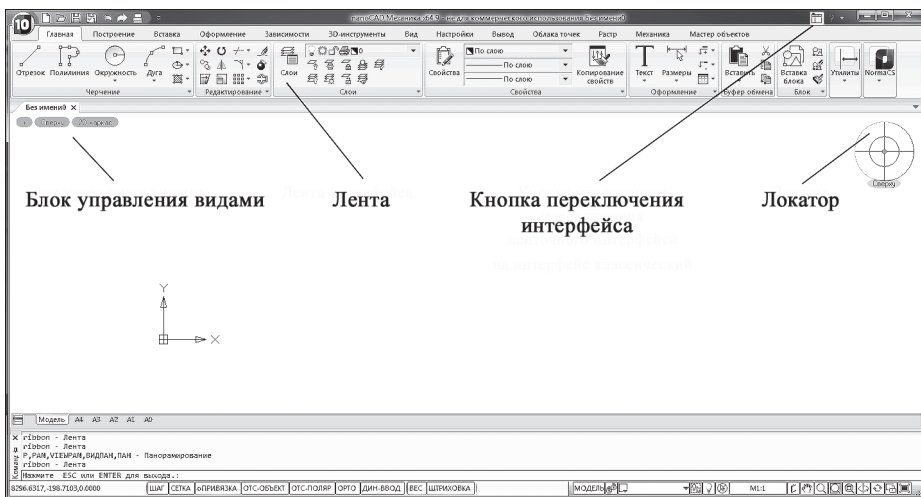 10
nanoCAD Механика x64 9 - не для коммерческого использования Без имени0
Главная Построение Вставка Оформление Зависимости 3D-инструменты Вид Настройки Вывод Облака точек Растр Механика Мастер объектов
По слою
По слою
По слою
Отрезок Полилиния Окружность Дуга Слои Свойства Копирование свойств Текст Размеры Вставить Вставка блока Утилиты NormaCS
Черчение Редактирование Слои Свойства Оформление Буфер обмена Блок
Без имени0 X
Сверху 2D-каркас
Сверху
Блок управления видами Лента Кнопка переключения интерфейса Локатор
Y
X
Модель A4 A3 A2 A1 A0
ribbon - Лента
ribbon - Лента
P,PAN,VIEWPAN,ВИДПАН,ПАН - Панорамирование
ribbon - Лента
Нажмите ESC или ENTER для выхода.:
8296.6317,-198.7103,0.0000 ШАГ СЕТКА оПРИВЯЗКА ОТС-ОБЪЕКТ ОТС-ПОЛЯР ОРТО ДИН-ВВОД ВЕС ШТРИХОВКА МОДЕЛЬ М1:1